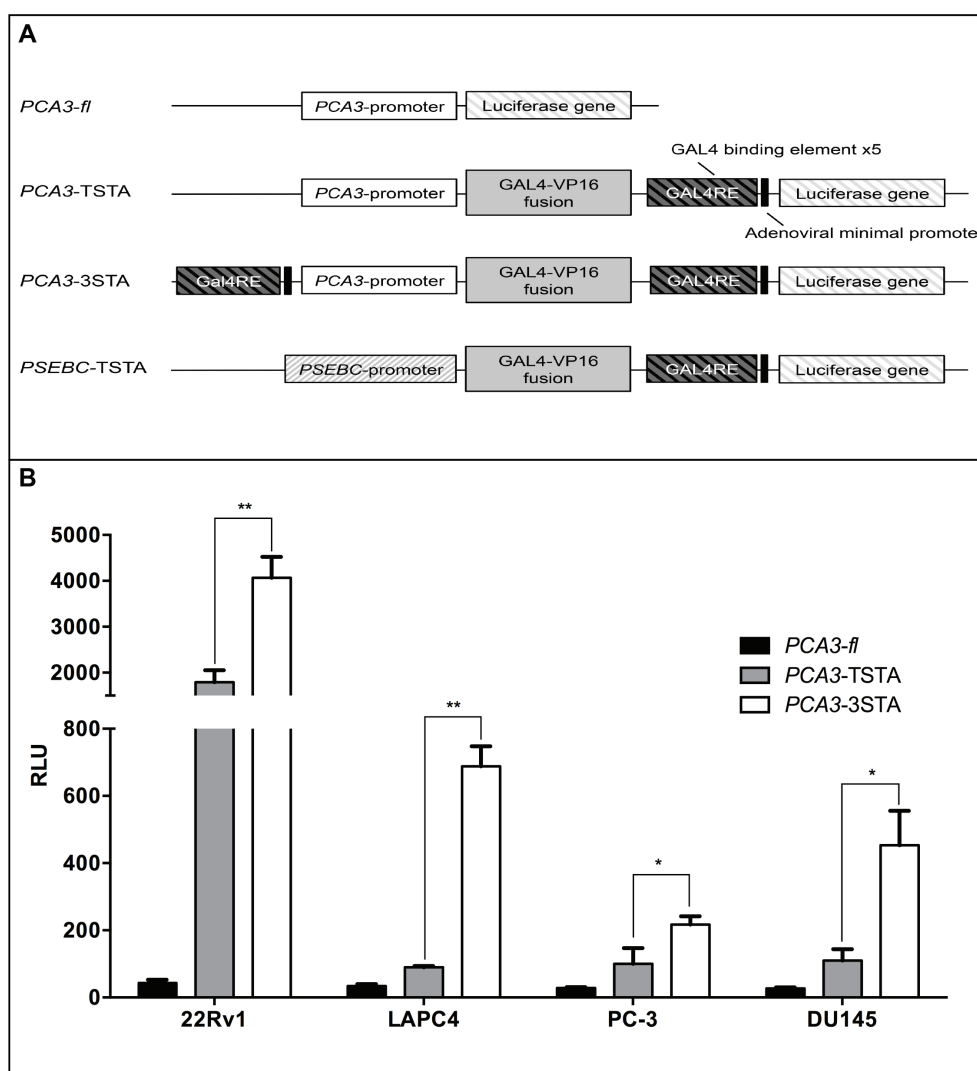 A
PCA3-fl
PCA3-promoter
Luciferase gene
GAL4 binding element x5
PCA3-TSTA
PCA3-promoter
GAL4-VP16
fusion
GAL4RE
Luciferase gene
Adenoviral minimal promote
PCA3-3STA
Gal4RE
PCA3-promoter
GAL4-VP16
fusion
GAL4RE
Luciferase gene
PSEBC-TSTA
PSEBC-promoter
GAL4-VP16
fusion
GAL4RE
Luciferase gene
B
RLU
5000
4000
3000
2000
800
600
400
200
0
**
**
*
*
PCA3-fl
PCA3-TSTA
PCA3-3STA
22Rv1
LAPC4
PC-3
DU145